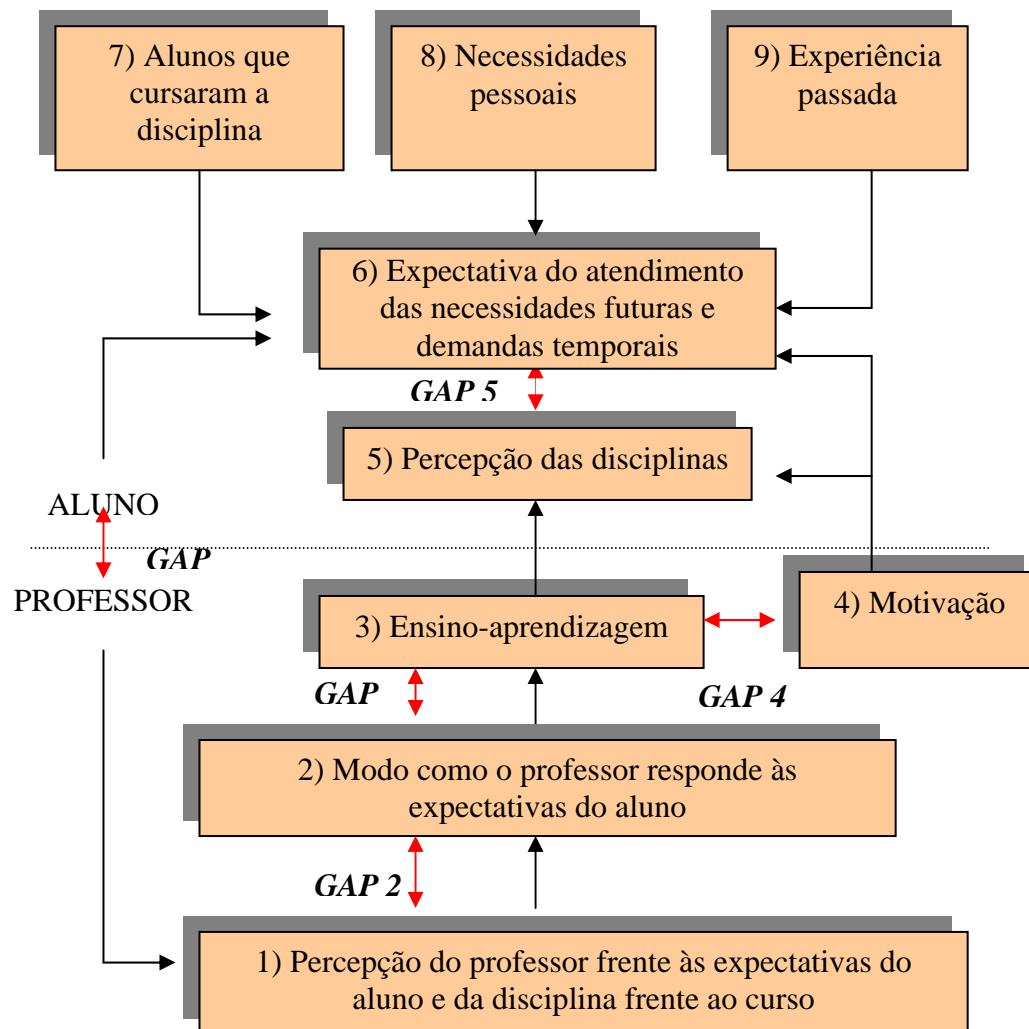 7) Alunos que
cursaram a
disciplina
8) Necessidades
pessoais
9) Experiência
passada
6) Expectativa do atendimento
das necessidades futuras e
demandas temporais
GAP 5
5) Percepção das disciplinas
ALUNO
GAP
PROFESSOR
3) Ensino-aprendizagem
4) Motivação
GAP
GAP 4
2) Modo como o professor responde às
expectativas do aluno
GAP 2
1) Percepção do professor frente às expectativas do
aluno e da disciplina frente ao curso